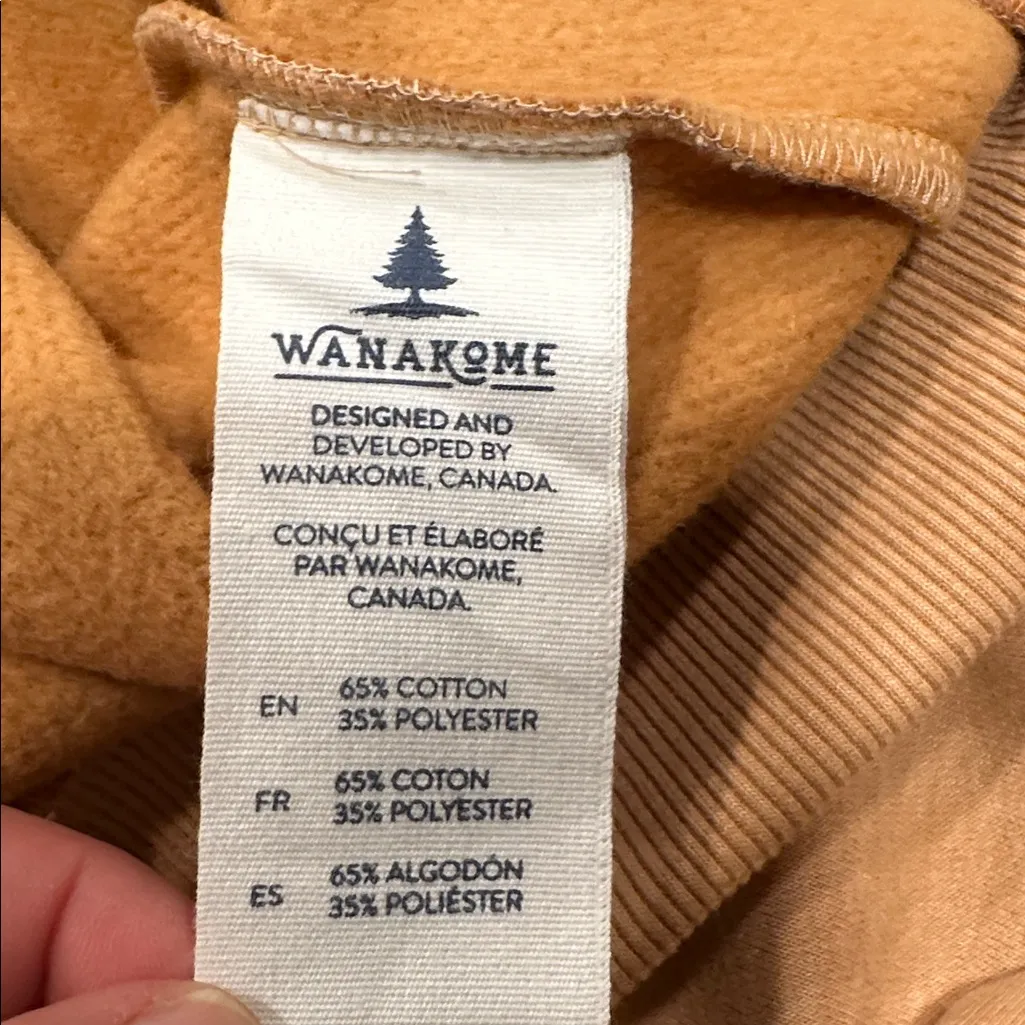 WANAKOME
DESIGNED AND
DEVELOPED BY
WANAKOME, CANADA.
CONÇU ET ÉLABORÉ
PAR WANAKOME,
CANADA.
EN
65% COTTON
35% POLYESTER
FR
65% COTON
35% POLYESTER
ES
65% ALGODÓN
35% POLIÉSTER